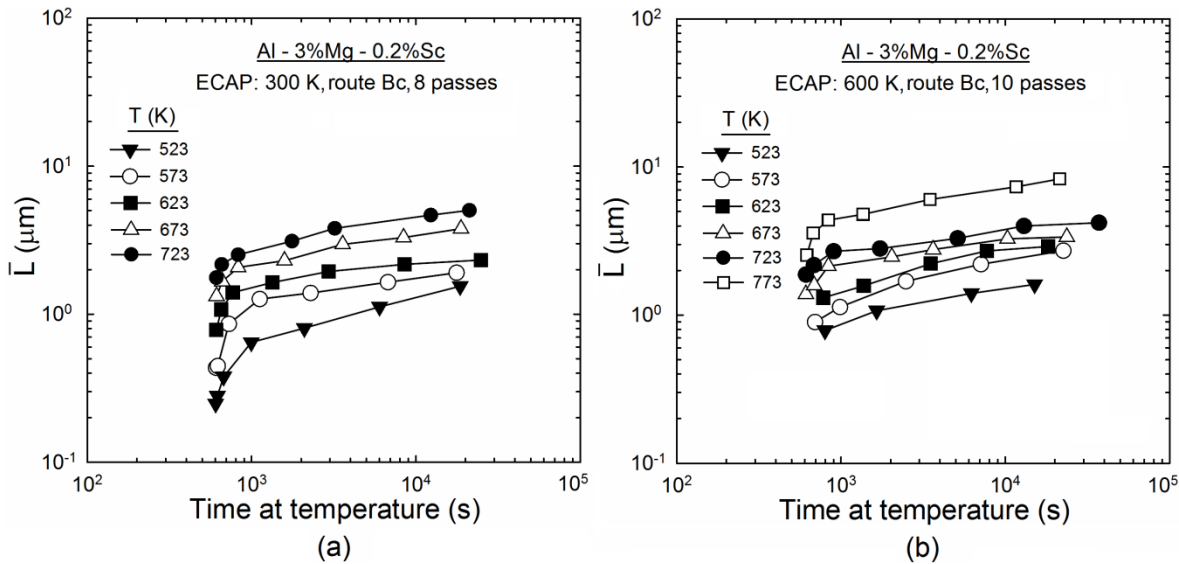 Al - 3%Mg - 0.2%Sc
ECAP: 300 K, route Bc, 8 passes
T (K)
523
573
623
673
723
10²
10¹
10⁰
10⁻¹
L̄ (μm)
10² 10³ 10⁴ 10⁵
Time at temperature (s)
(a)
Al - 3%Mg - 0.2%Sc
ECAP: 600 K, route Bc, 10 passes
T (K)
523
573
623
673
723
773
10²
10¹
10⁰
10⁻¹
L̄ (μm)
10² 10³ 10⁴ 10⁵
Time at temperature (s)
(b)